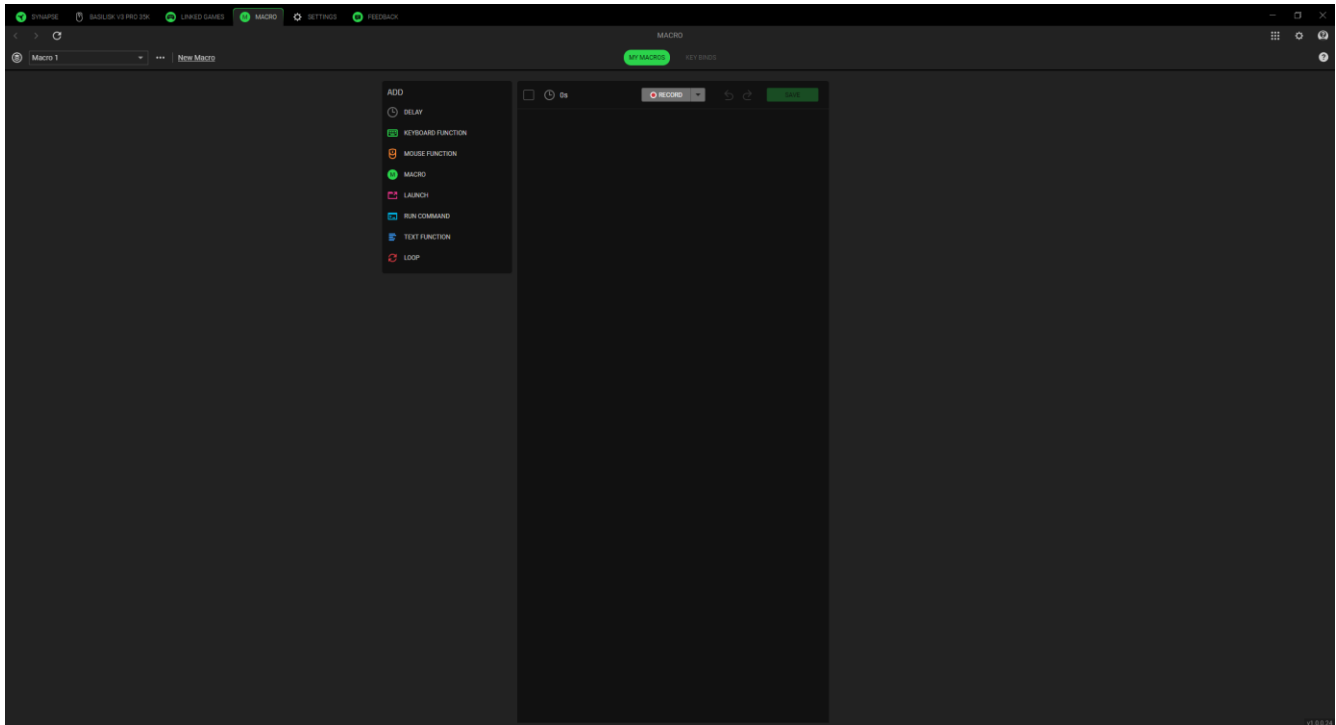 SYNAPSE BASILISK V3 PRO 35K LINKED GAMES MACRO SETTINGS FEEDBACK
MACRO
Macro 1 ••• New Macro MY MACROS KEY BINDS
ADD
0s RECORD SAVE
DELAY
KEYBOARD FUNCTION
MOUSE FUNCTION
MACRO
LAUNCH
RUN COMMAND
TEXT FUNCTION
LOOP